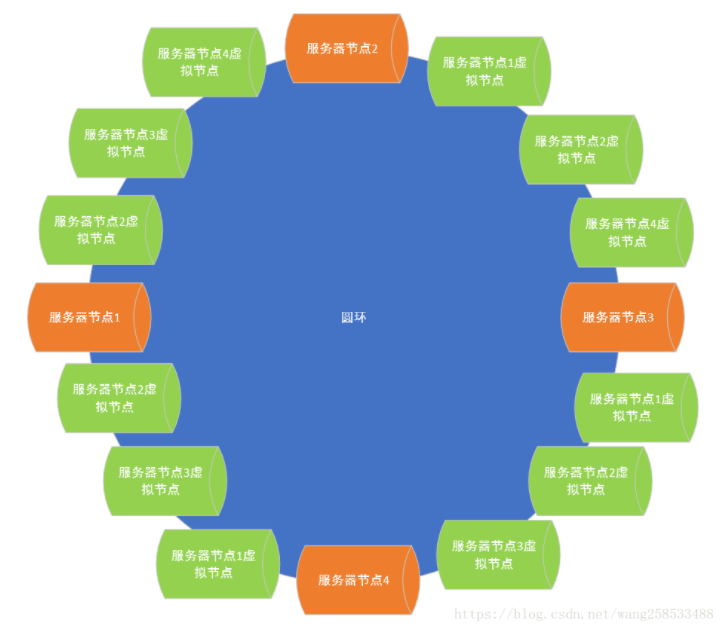 服务器节点2
服务器节点4虚
拟节点
服务器节点1虚
拟节点
服务器节点3虚
拟节点
服务器节点2虚
拟节点
服务器节点2虚
拟节点
服务器节点4虚
拟节点
服务器节点1
圆环
服务器节点3
服务器节点2虚
拟节点
服务器节点1虚
拟节点
服务器节点3虚
拟节点
服务器节点2虚
拟节点
服务器节点1虚
拟节点
服务器节点3虚
拟节点
服务器节点4
https://blog.csdn.net/wang258533488